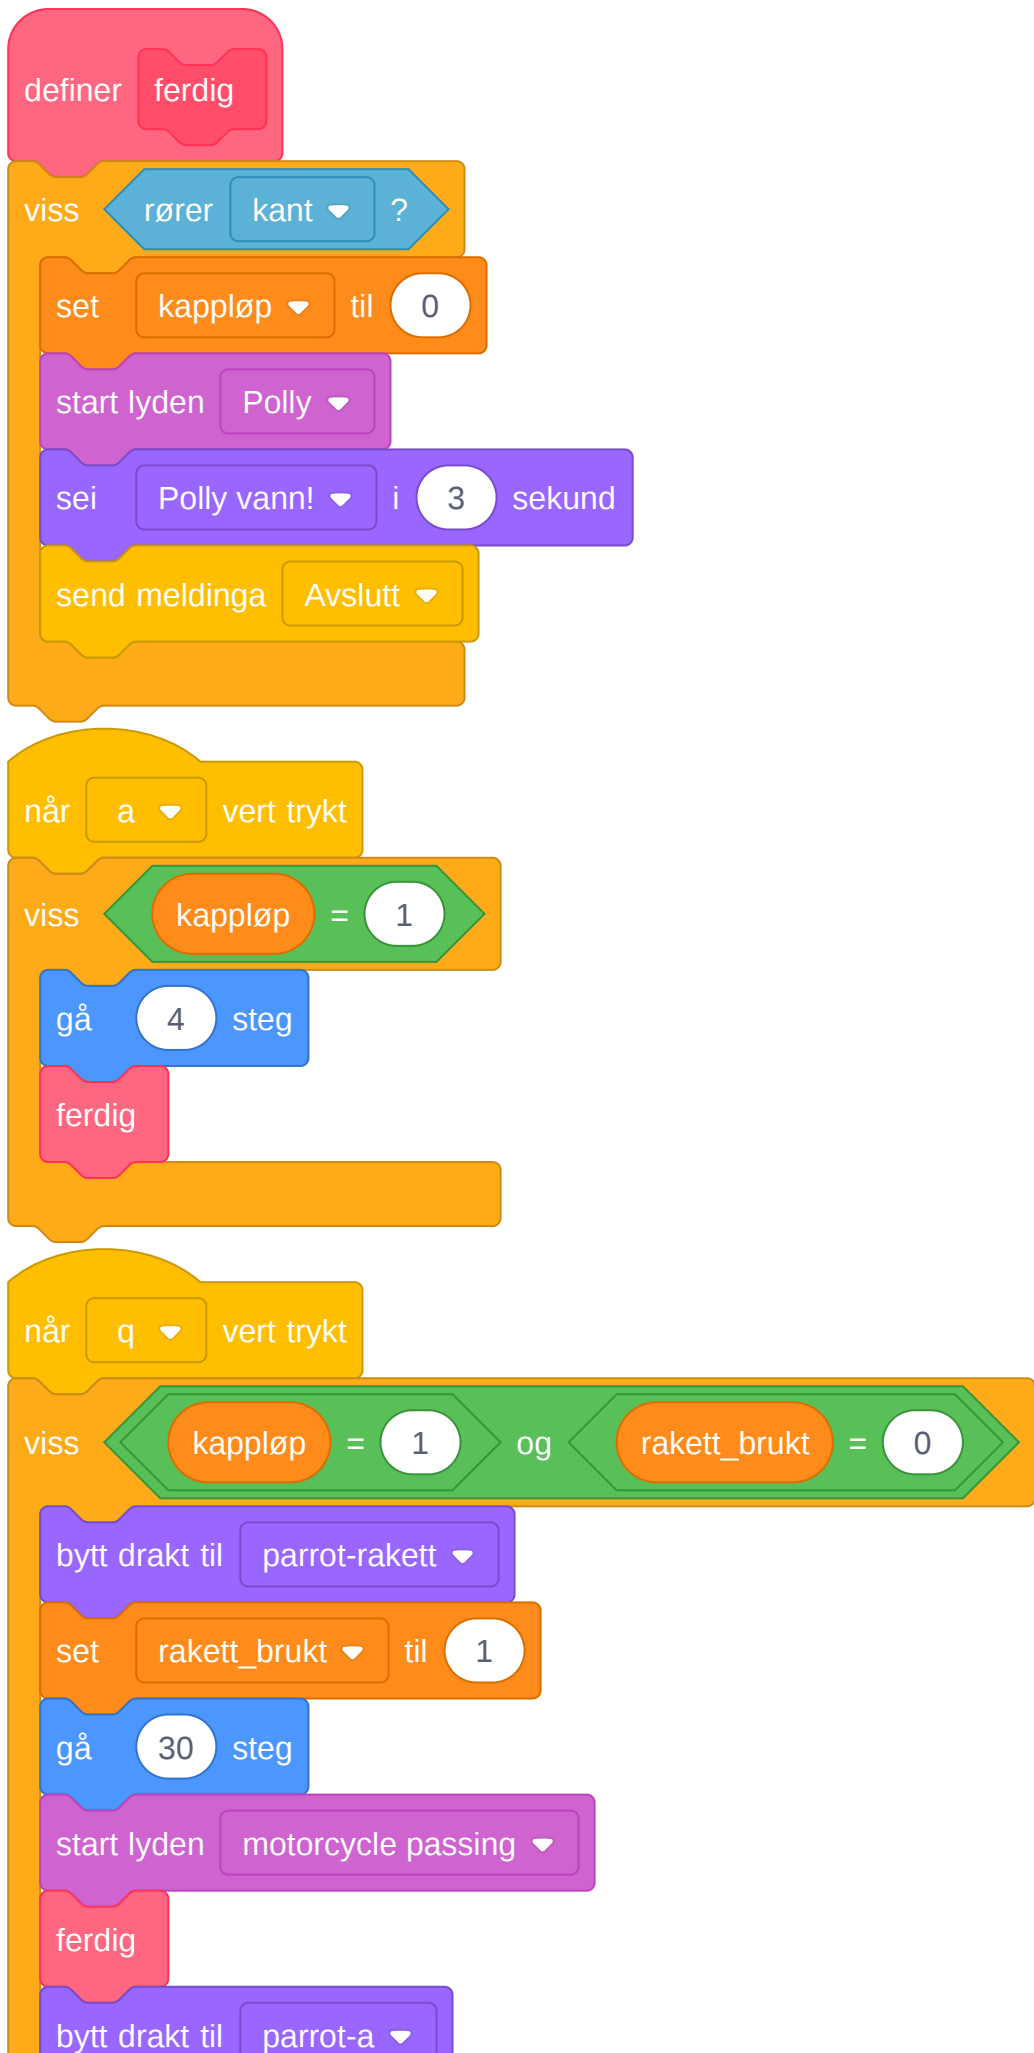 definer ferdig
viss rører kant ?
set kappløp til 0
start lyden Polly
sei Polly vann! i 3 sekund
send meldinga Avslutt
når a vert trykt
viss kappløp = 1
gå 4 steg
ferdig
når q vert trykt
viss kappløp = 1 og rakett_brukt = 0
bytt drakt til parrot-rakett
set rakett_brukt til 1
gå 30 steg
start lyden motorcycle passing
ferdig
bytt drakt til parrot-a